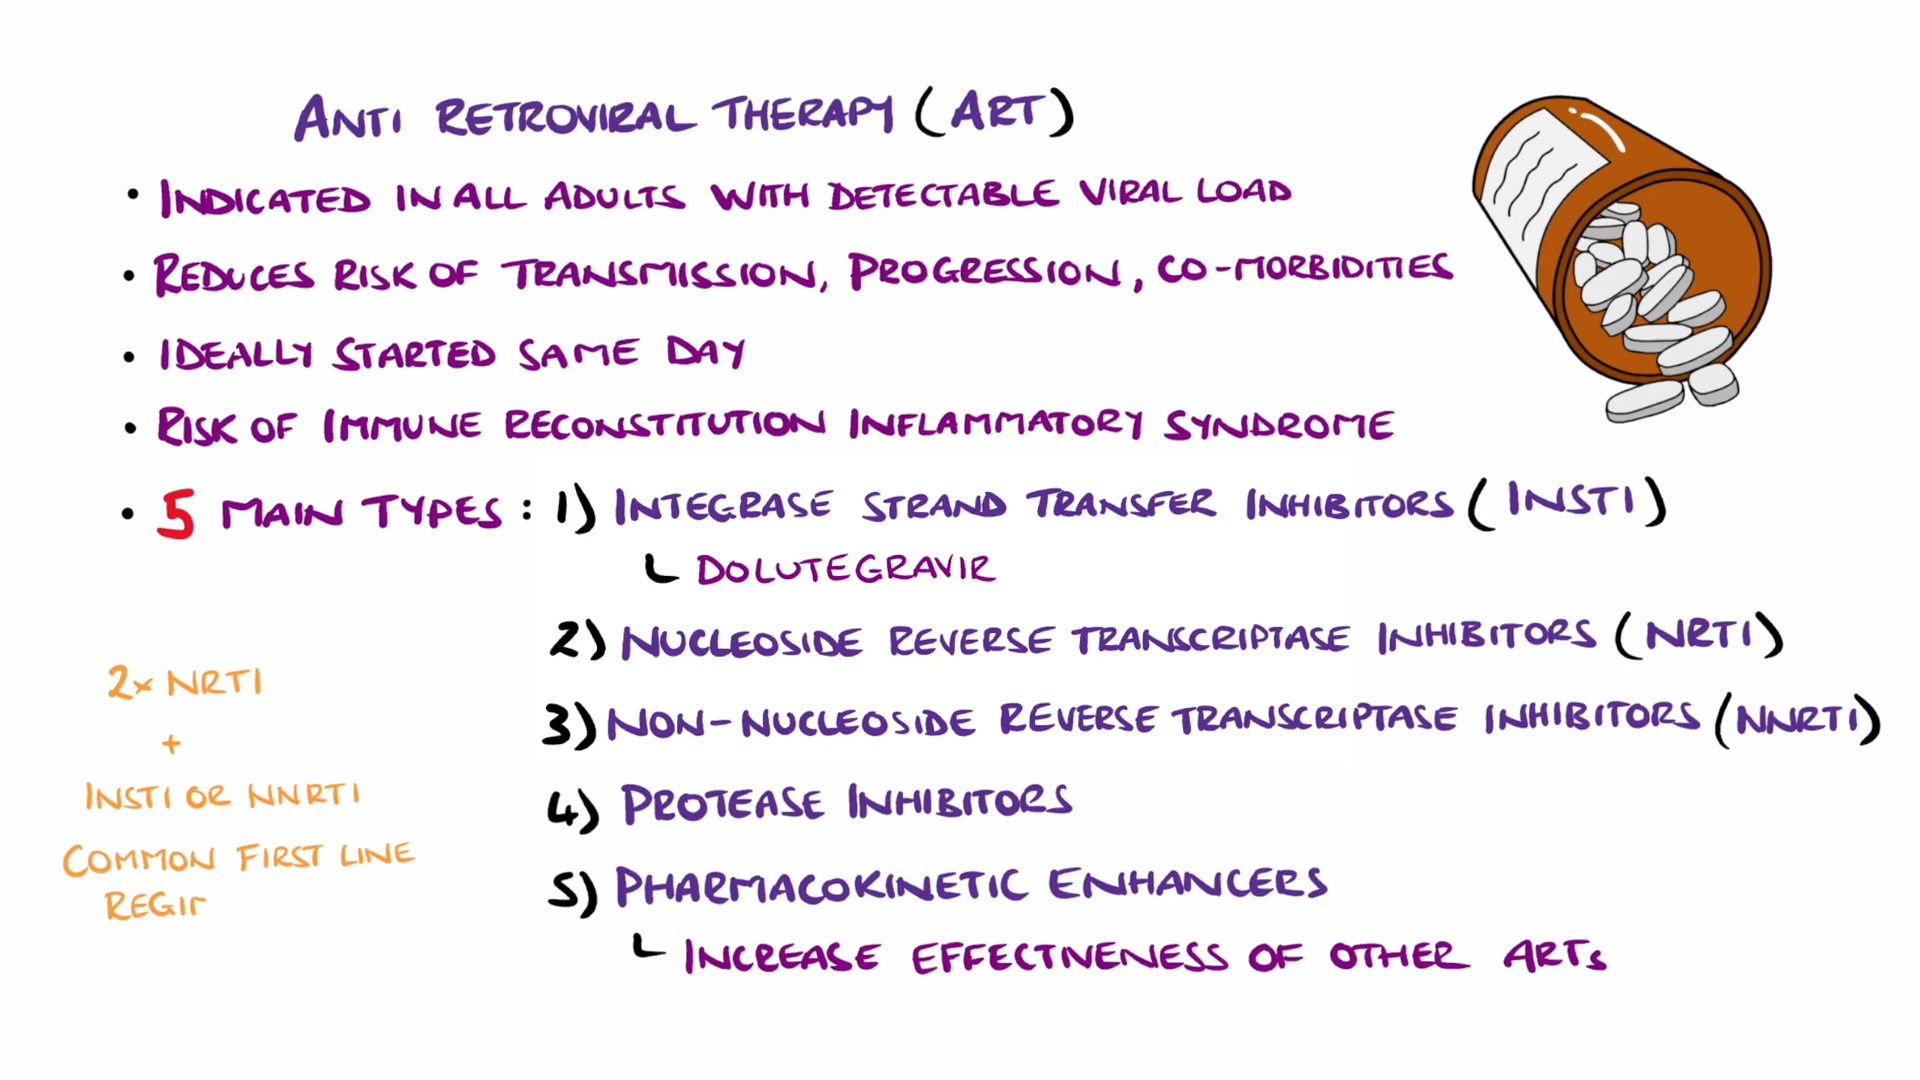 ANTI RETROVIRAL THERAPY (ART)
• INDICATED IN ALL ADULTS WITH DETECTABLE VIRAL LOAD
• REDUCES RISK OF TRANSMISSION, PROGRESSION, CO-MORBIDITIES
• IDEALLY STARTED SAME DAY
• RISK OF IMMUNE RECONSTITUTION INFLAMMATORY SYNDROME
• 5 MAIN TYPES: 1) INTEGRASE STRAND TRANSFER INHIBITORS (INSTI)
DOLUTEGRAVIR
2) NUCLEOSIDE REVERSE TRANSCRIPTASE INHIBITORS (NRTI)
3) NON-NUCLEOSIDE REVERSE TRANSCRIPTASE INHIBITORS (NNRTI)
4) PROTEASE INHIBITORS
5) PHARMACOKINETIC ENHANCERS
INCREASE EFFECTIVENESS OF OTHER ARTs
2x NRTI
+
INSTI OR NNRTI
COMMON FIRST LINE